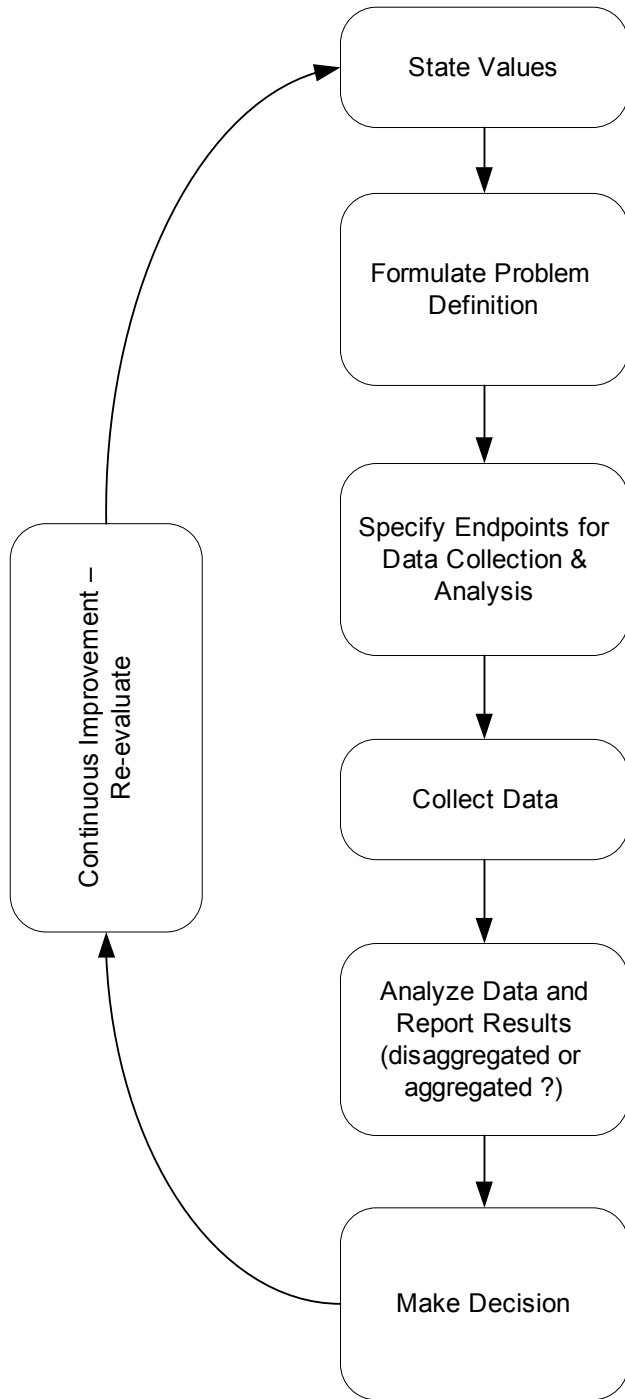 State Values
Formulate Problem
Definition
Specify Endpoints for
Data Collection &
Analysis
Collect Data
Analyze Data and
Report Results
(disaggregated or
aggregated ?)
Make Decision
Continuous Improvement –
Re-evaluate